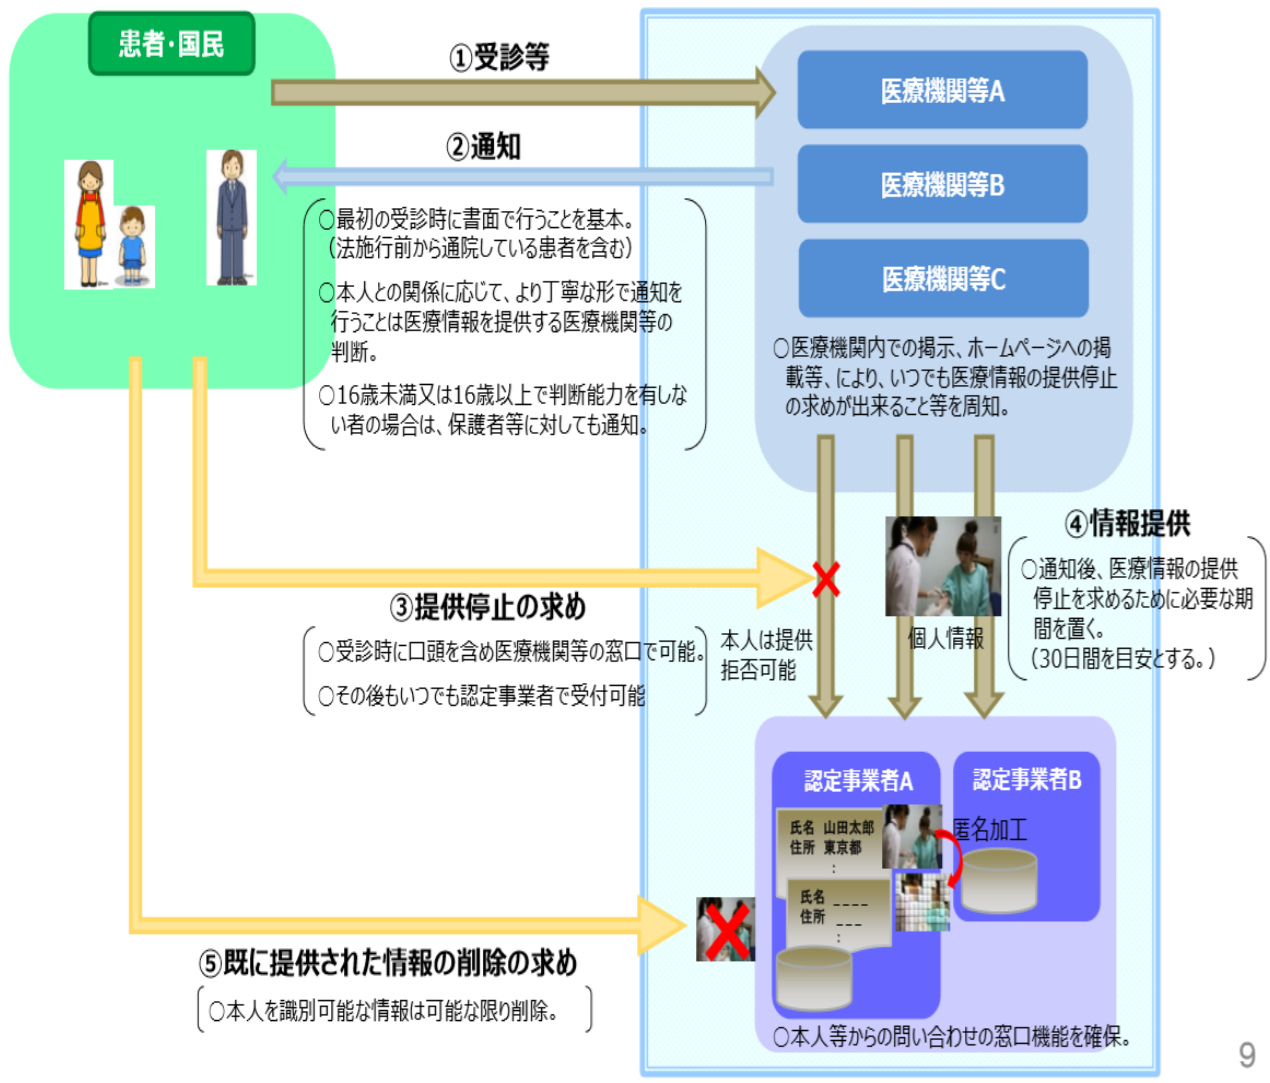 患者・国民
①受診等
医療機関等A
②通知
医療機関等B
○最初の受診時に書面で行うことを基本。
（法施行前から通院している患者を含む）
医療機関等C
○本人との関係に応じて、より丁寧な形で通知を
行うことは医療情報を提供する医療機関等の
判断。
○16歳未満又は16歳以上で判断能力を有しな
い者の場合は、保護者等に対しても通知。
○医療機関内での掲示、ホームページへの掲
載等、により、いつでも医療情報の提供停止
の求めが出来ること等を周知。
④情報提供
○通知後、医療情報の提供
停止を求めるために必要な期
間を置く。
（30日間を目安とする。）
③提供停止の求め
○受診時に口頭を含め医療機関等の窓口で可能。
○その後もいつでも認定事業者で受付可能
本人は提供
拒否可能
個人情報
認定事業者A
認定事業者B
氏名 山田太郎
住所 東京都
:
匿名加工
氏名 ____
住所 ___
:
⑤既に提供された情報の削除の求め
○本人を識別可能な情報は可能な限り削除。
○本人等からの問い合わせの窓口機能を確保。
9